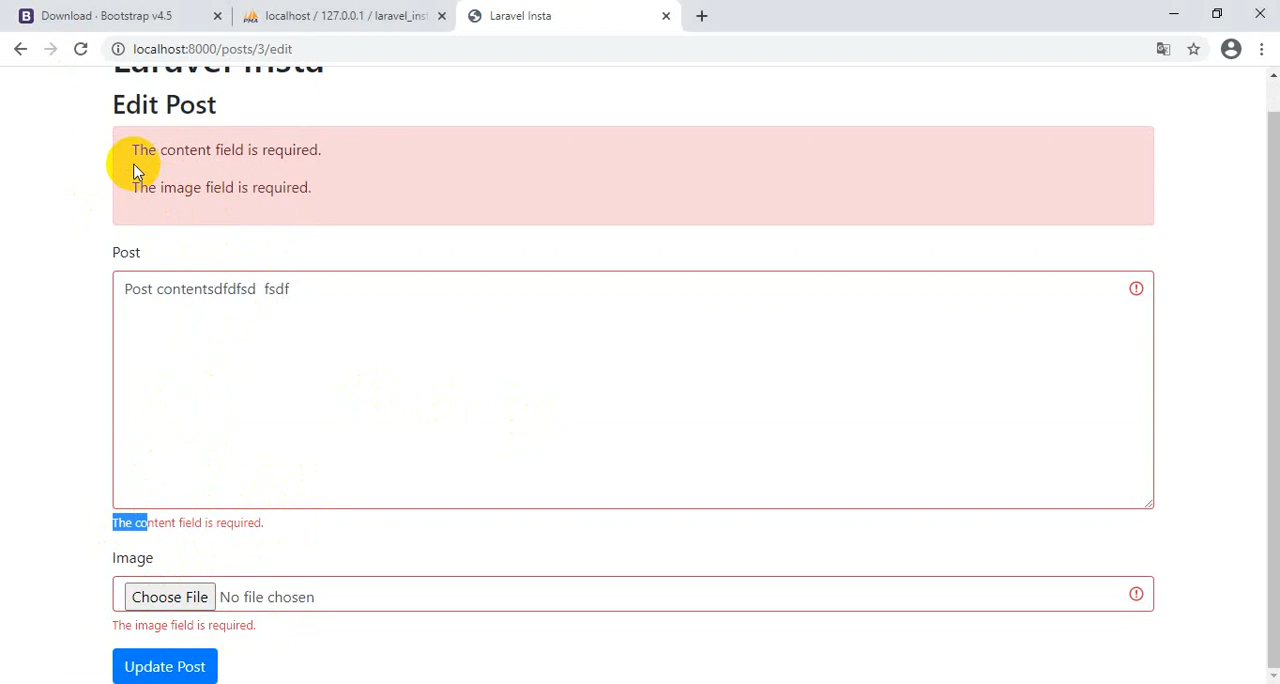 Download · Bootstrap v4.5
localhost / 127.0.0.1 / laravel_inst
Laravel Insta
localhost:8000/posts/3/edit
Laravel Insta
Edit Post
The content field is required.
The image field is required.
Post
Post contentsdfdfsd fsdf
The content field is required.
Image
Choose File No file chosen
The image field is required.
Update Post